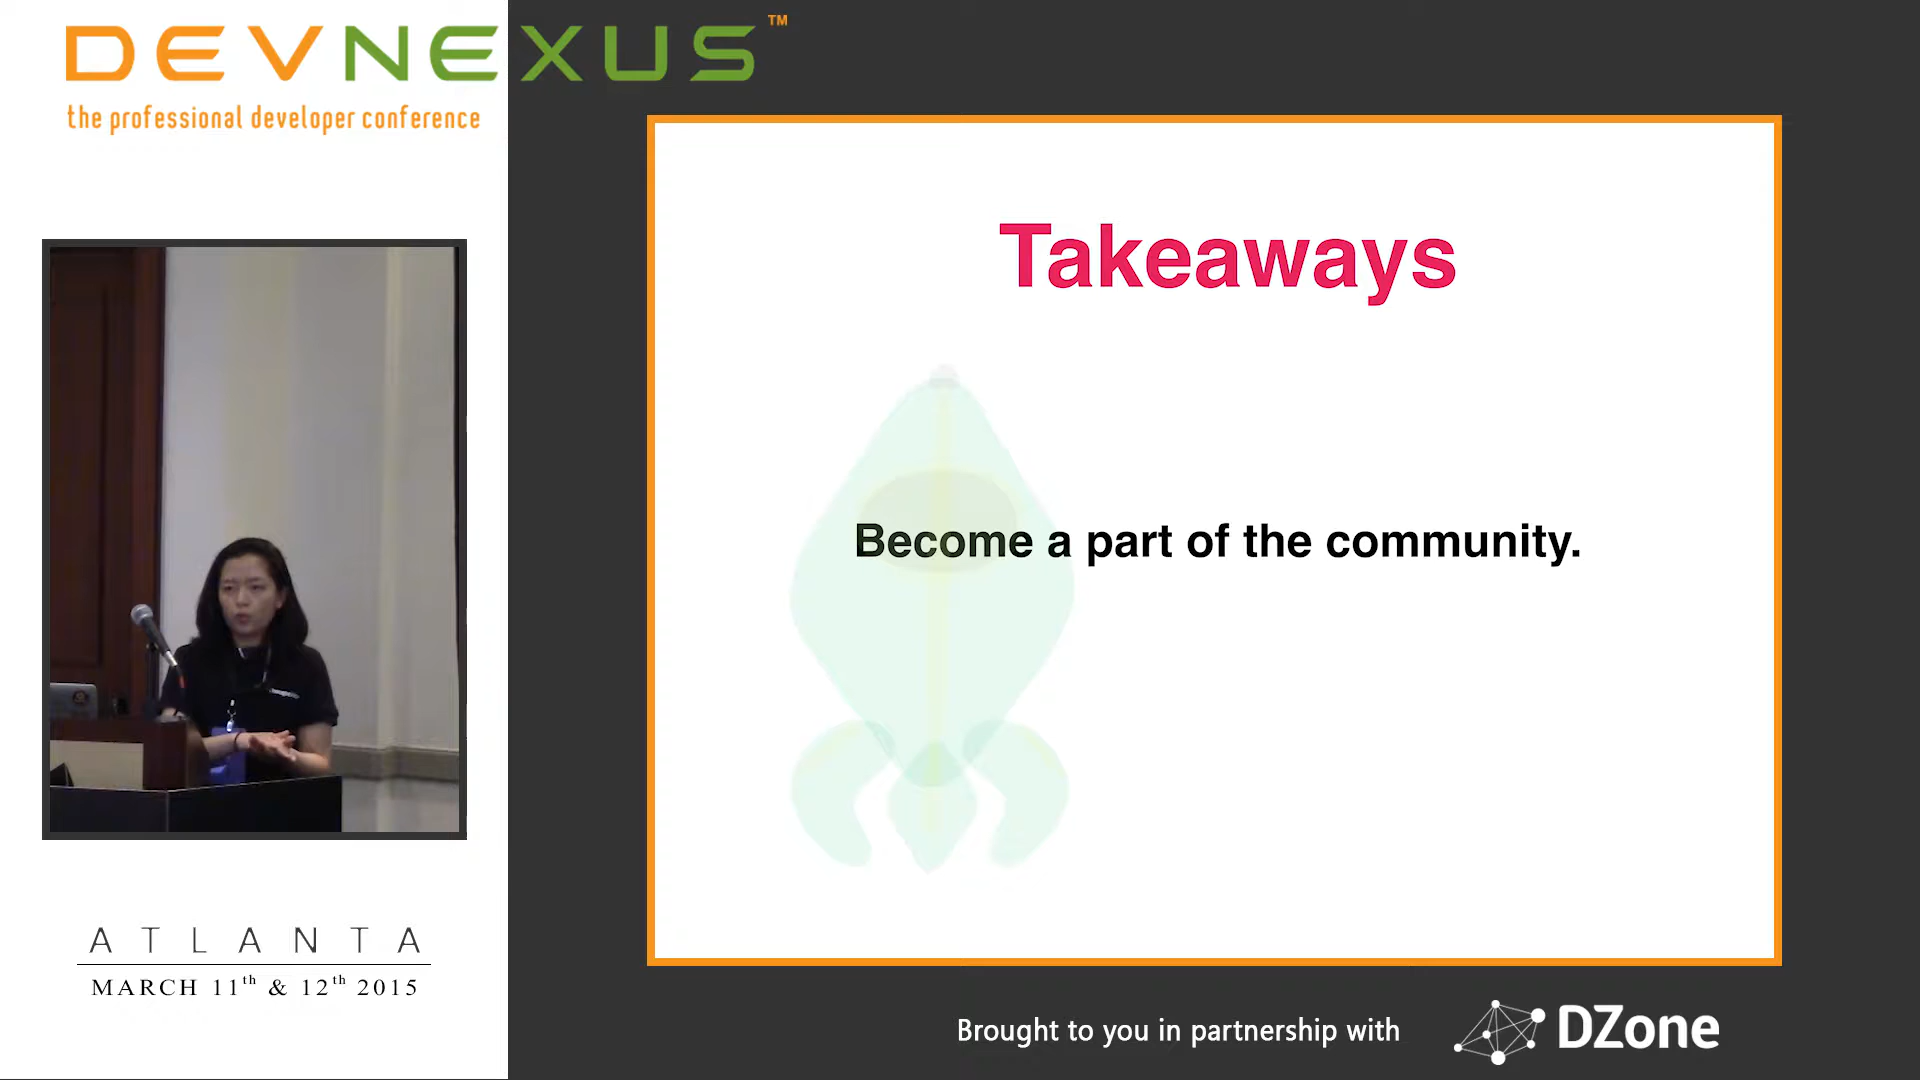 DEVNEXUS™
the professional developer conference
Takeaways
Become a part of the community.
ATLANTA
MARCH 11th & 12th 2015
Brought to you in partnership with
DZone